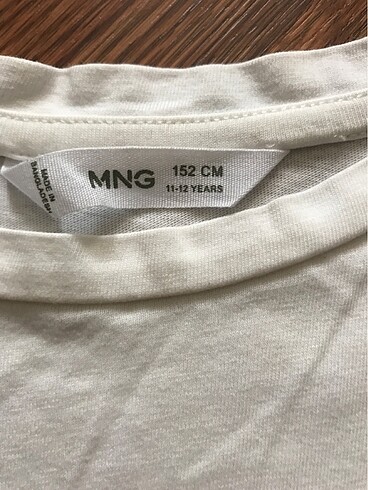 MNG
152 CM
11-12 YEARS
MADE IN
BANGLADESH